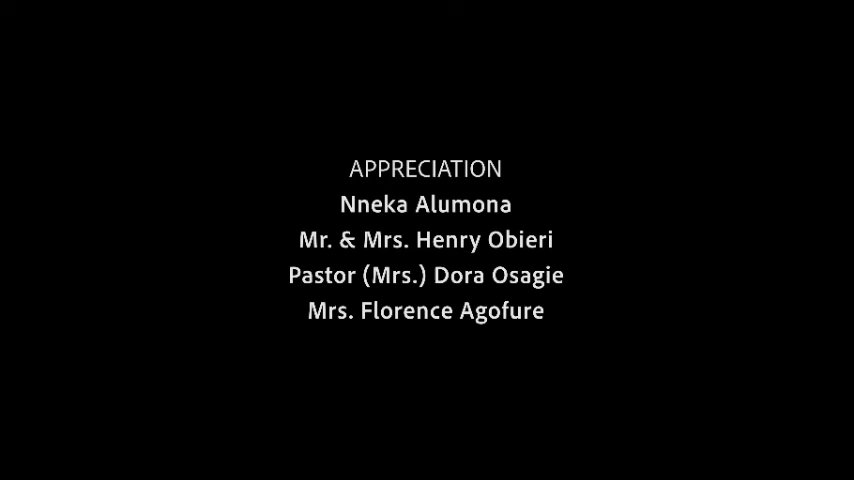 APPRECIATION
Nneka Alumona
Mr. & Mrs. Henry Obieri
Pastor (Mrs.) Dora Osagie
Mrs. Florence Agofure